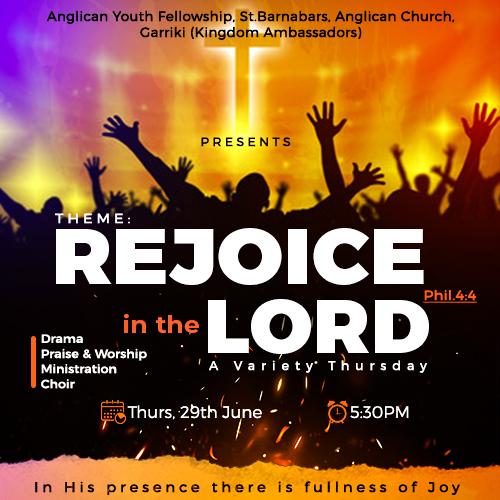 Anglican Youth Fellowship, St.Barnabars, Anglican Church,
Garriki (Kingdom Ambassadors)
PRESENTS
THEME:
REJOICE
Phil.4:4
in the LORD
A Variety Thursday
Drama
Praise & Worship
Ministration
Choir
Thurs, 29th June
5:30PM
In His presence there is fullness of Joy